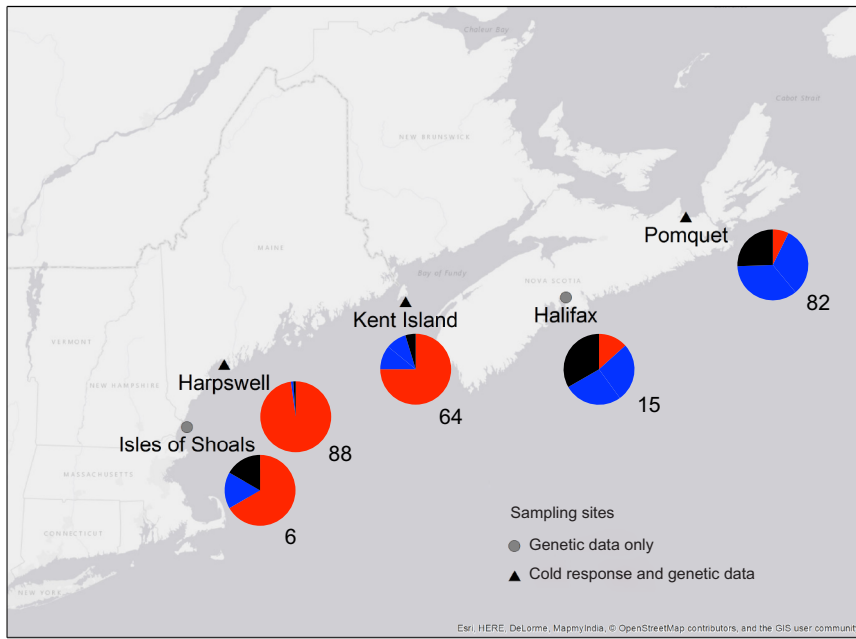 Chaleur Bay
Cabot Strait
NEW BRUNSWICK
Pomquet
MAINE
Bay of Fundy
NOVA SCOTIA
82
Kent Island
Halifax
VERMONT
Harpswell
NEW HAMPSHIRE
64
15
Isles of Shoals
88
MASSACHUSETTS
6
Sampling sites
CONNECTICUT
Genetic data only
Cold response and genetic data
NEW YORK
Esri, HERE, DeLorme, MapmyIndia, © OpenStreetMap contributors, and the GIS user community